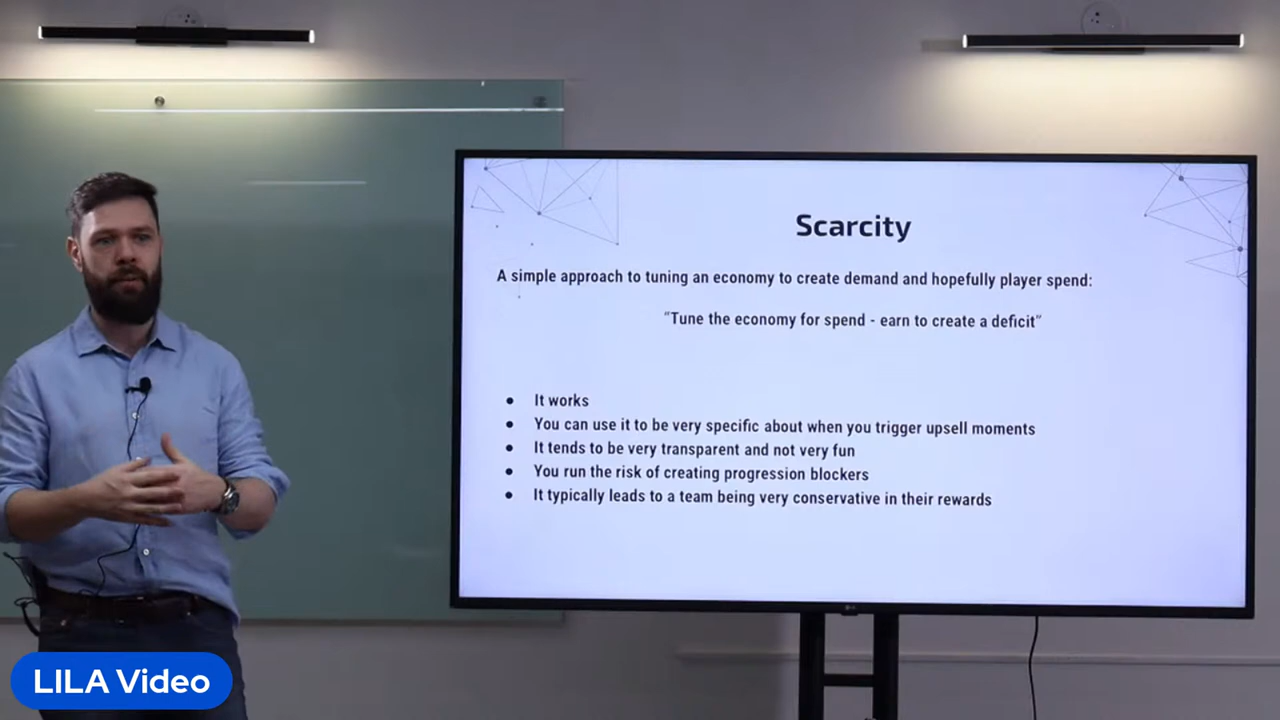 Scarcity
A simple approach to tuning an economy to create demand and hopefully player spend:
“Tune the economy for spend - earn to create a deficit”
• It works
• You can use it to be very specific about when you trigger upsell moments
• It tends to be very transparent and not very fun
• You run the risk of creating progression blockers
• It typically leads to a team being very conservative in their rewards
LG
LILA Video